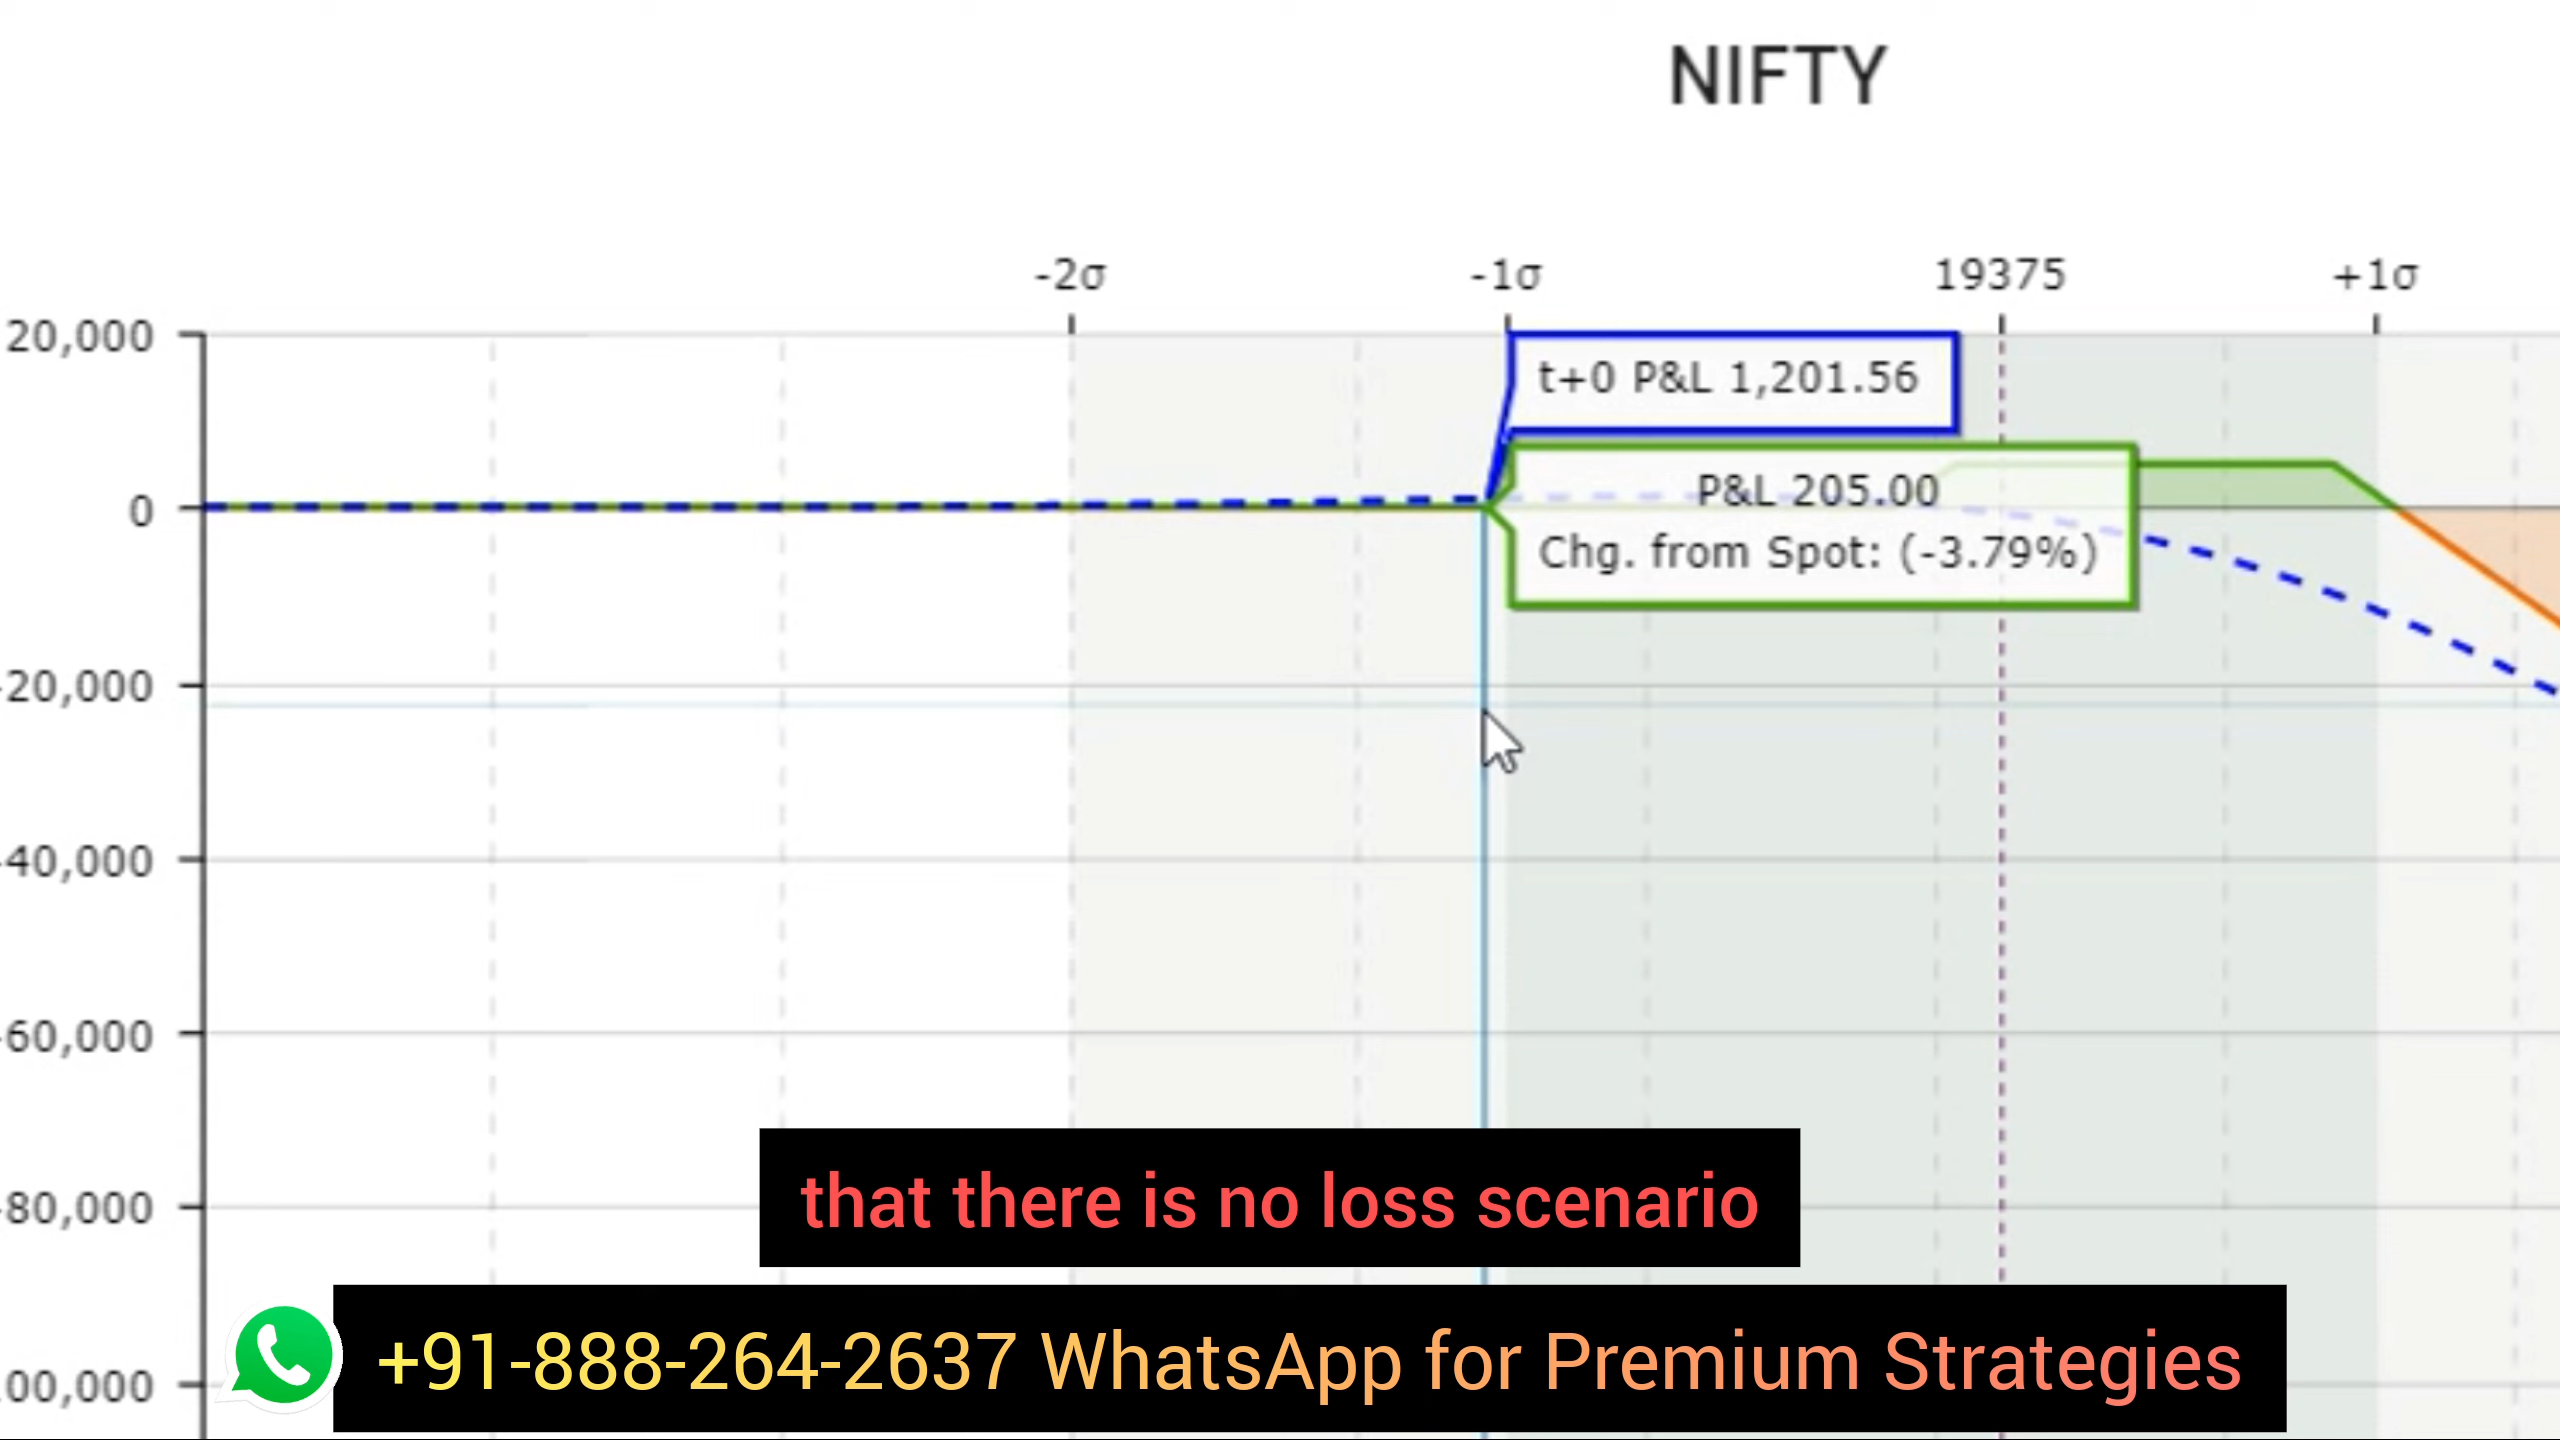 NIFTY
-2σ -1σ 19375 +1σ
20,000
t+0 P&L 1,201.56
P&L 205.00
0
Chg. from Spot: (-3.79%)
20,000
40,000
60,000
80,000
00,000
that there is no loss scenario
+91-888-264-2637 WhatsApp for Premium Strategies